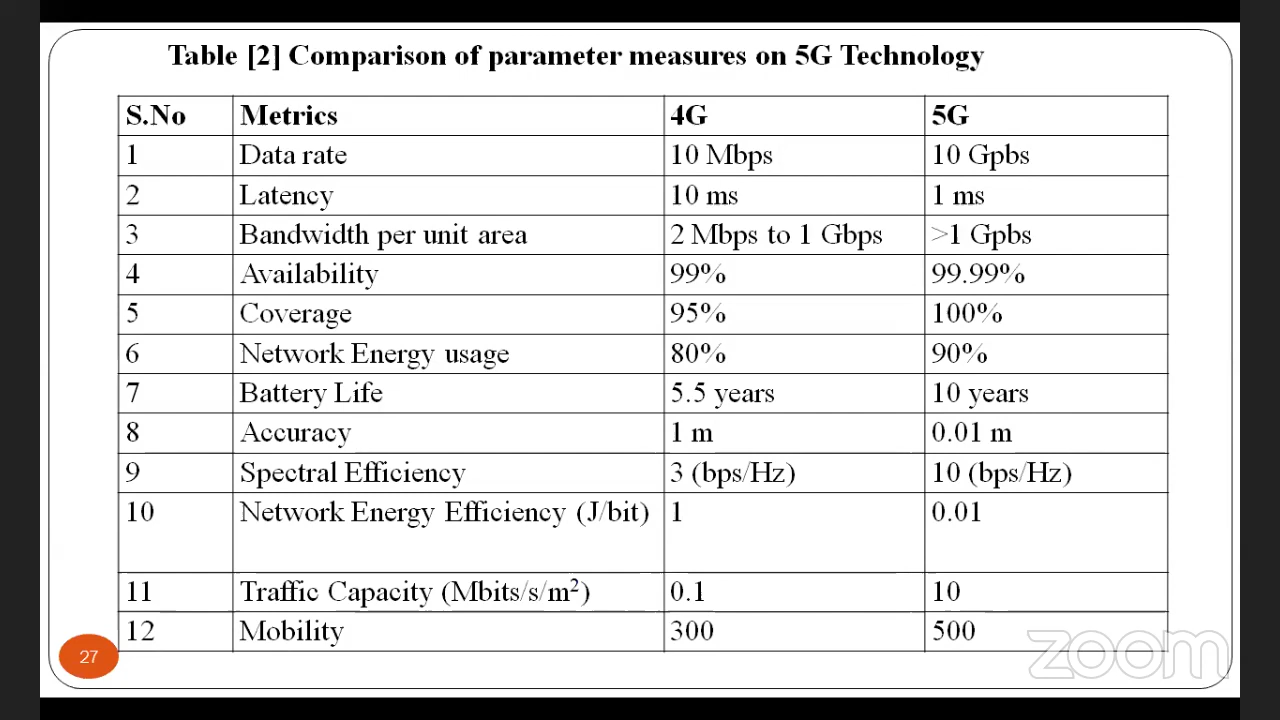 Table [2] Comparison of parameter measures on 5G Technology
S.No Metrics 4G 5G
1 Data rate 10 Mbps 10 Gpbs
2 Latency 10 ms 1 ms
3 Bandwidth per unit area 2 Mbps to 1 Gbps >1 Gpbs
4 Availability 99% 99.99%
5 Coverage 95% 100%
6 Network Energy usage 80% 90%
7 Battery Life 5.5 years 10 years
8 Accuracy 1 m 0.01 m
9 Spectral Efficiency 3 (bps/Hz) 10 (bps/Hz)
10 Network Energy Efficiency (J/bit) 1 0.01
11 Traffic Capacity (Mbits/s/m²) 0.1 10
12 Mobility 300 500
27
zoom